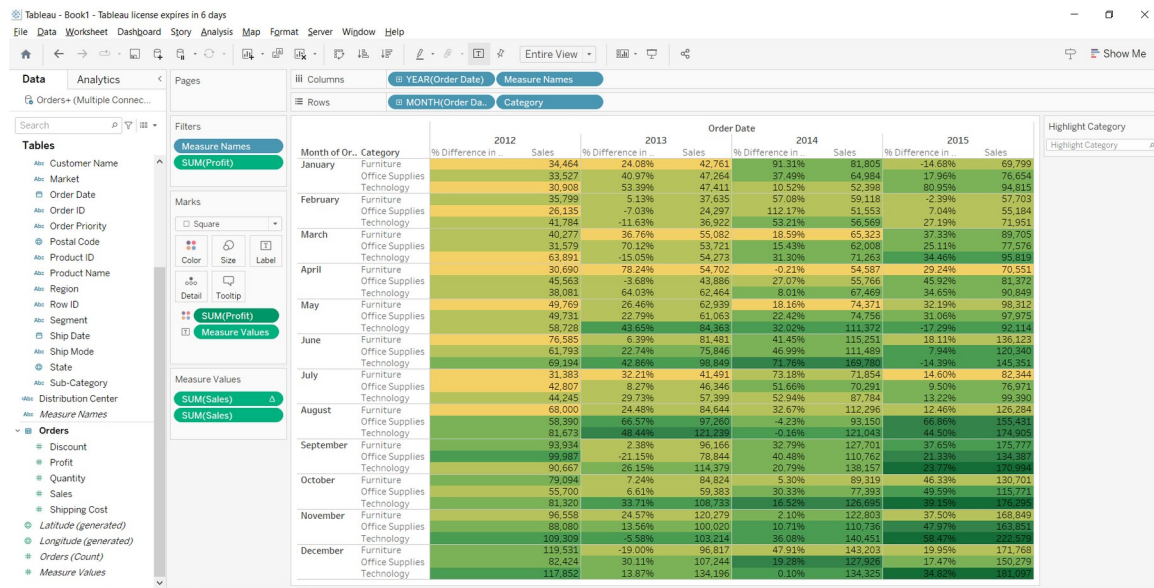 Tableau - Book1 - Tableau license expires in 6 days
File Data Worksheet Dashboard Story Analysis Map Format Server Window Help
Entire View
Show Me
Data Analytics
Orders+ (Multiple Connec...
Search
Tables
Abc Customer Name
Abc Market
Order Date
Abc Order ID
Abc Order Priority
Postal Code
Abc Product ID
Abc Product Name
Abc Region
Abc Row ID
Abc Segment
Ship Date
Abc Ship Mode
State
Abc Sub-Category
Abc Distribution Center
Abc Measure Names
Orders
# Discount
# Profit
# Quantity
# Sales
# Shipping Cost
Latitude (generated)
Longitude (generated)
# Orders (Count)
# Measure Values
Pages
Filters
Measure Names
SUM(Profit)
Marks
Square
Color Size Label
Detail Tooltip
SUM(Profit)
Measure Values
Measure Values
SUM(Sales) Δ
SUM(Sales)
iii Columns YEAR(Order Date) Measure Names
Rows MONTH(Order Da.. Category
Order Date
2012 2013 2014 2015
Month of Or.. Category % Difference in .. Sales % Difference in .. Sales % Difference in .. Sales % Difference in .. Sales
January Furniture 34,464 24.08% 42,761 91.31% 81,805 -14.68% 69,799
Office Supplies 33,527 40.97% 47,264 37.49% 64,984 17.96% 76,654
Technology 30,908 53.39% 47,411 10.52% 52,398 80.95% 94,815
February Furniture 35,799 5.13% 37,635 57.08% 59,118 -2.39% 57,703
Office Supplies 26,135 -7.03% 24,297 112.17% 51,553 7.04% 55,184
Technology 41,784 -11.63% 36,922 53.21% 56,569 27.19% 71,951
March Furniture 40,277 36.76% 55,082 18.59% 65,323 37.33% 89,705
Office Supplies 31,579 70.12% 53,721 15.43% 62,008 25.11% 77,576
Technology 63,891 -15.05% 54,273 31.30% 71,263 34.46% 95,819
April Furniture 30,690 78.24% 54,702 -0.21% 54,587 29.24% 70,551
Office Supplies 45,563 -3.68% 43,886 27.07% 55,766 45.92% 81,372
Technology 38,081 64.03% 62,464 8.01% 67,469 34.65% 90,849
May Furniture 49,769 26.46% 62,939 18.16% 74,371 32.19% 98,312
Office Supplies 49,731 22.79% 61,063 22.42% 74,756 31.06% 97,975
Technology 58,728 43.65% 84,363 32.02% 111,372 -17.29% 92,114
June Furniture 76,585 6.39% 81,481 41.45% 115,251 18.11% 136,123
Office Supplies 61,793 22.74% 75,846 46.99% 111,489 7.94% 120,340
Technology 69,194 42.86% 98,849 71.76% 169,780 -14.39% 145,351
July Furniture 31,383 32.21% 41,491 73.18% 71,854 14.60% 82,344
Office Supplies 42,807 8.27% 46,346 51.66% 70,291 9.50% 76,971
Technology 44,245 29.73% 57,399 52.94% 87,784 13.22% 99,390
August Furniture 68,000 24.48% 84,644 32.67% 112,296 12.46% 126,284
Office Supplies 58,390 66.57% 97,260 -4.23% 93,150 66.86% 155,431
Technology 81,673 48.44% 121,239 -0.16% 121,043 44.50% 174,905
September Furniture 93,934 2.38% 96,166 32.79% 127,701 37.65% 175,777
Office Supplies 99,987 -21.15% 78,844 40.48% 110,762 21.33% 134,387
Technology 90,667 26.15% 114,379 20.79% 138,157 23.77% 170,994
October Furniture 79,094 7.24% 84,824 5.30% 89,319 46.33% 130,701
Office Supplies 55,700 6.61% 59,383 30.33% 77,393 49.59% 115,771
Technology 81,320 33.71% 108,733 16.52% 126,695 39.15% 176,295
November Furniture 96,558 24.57% 120,279 2.10% 122,803 37.50% 168,849
Office Supplies 88,080 13.56% 100,020 10.71% 110,736 47.97% 163,851
Technology 109,309 -5.58% 103,214 36.08% 140,451 58.47% 222,579
December Furniture 119,531 -19.00% 96,817 47.91% 143,203 19.95% 171,768
Office Supplies 82,424 30.11% 107,244 19.28% 127,926 17.47% 150,279
Technology 117,852 13.87% 134,196 0.10% 134,325 34.82% 181,097
Highlight Category
Highlight Category